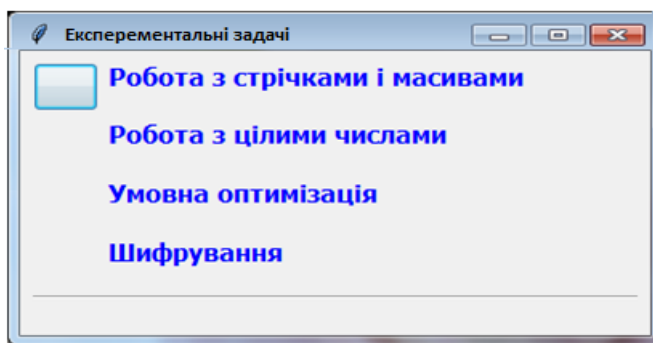 Експерементальні задачі
Робота з стрічками і масивами
Робота з цілими числами
Умовна оптимізація
Шифрування